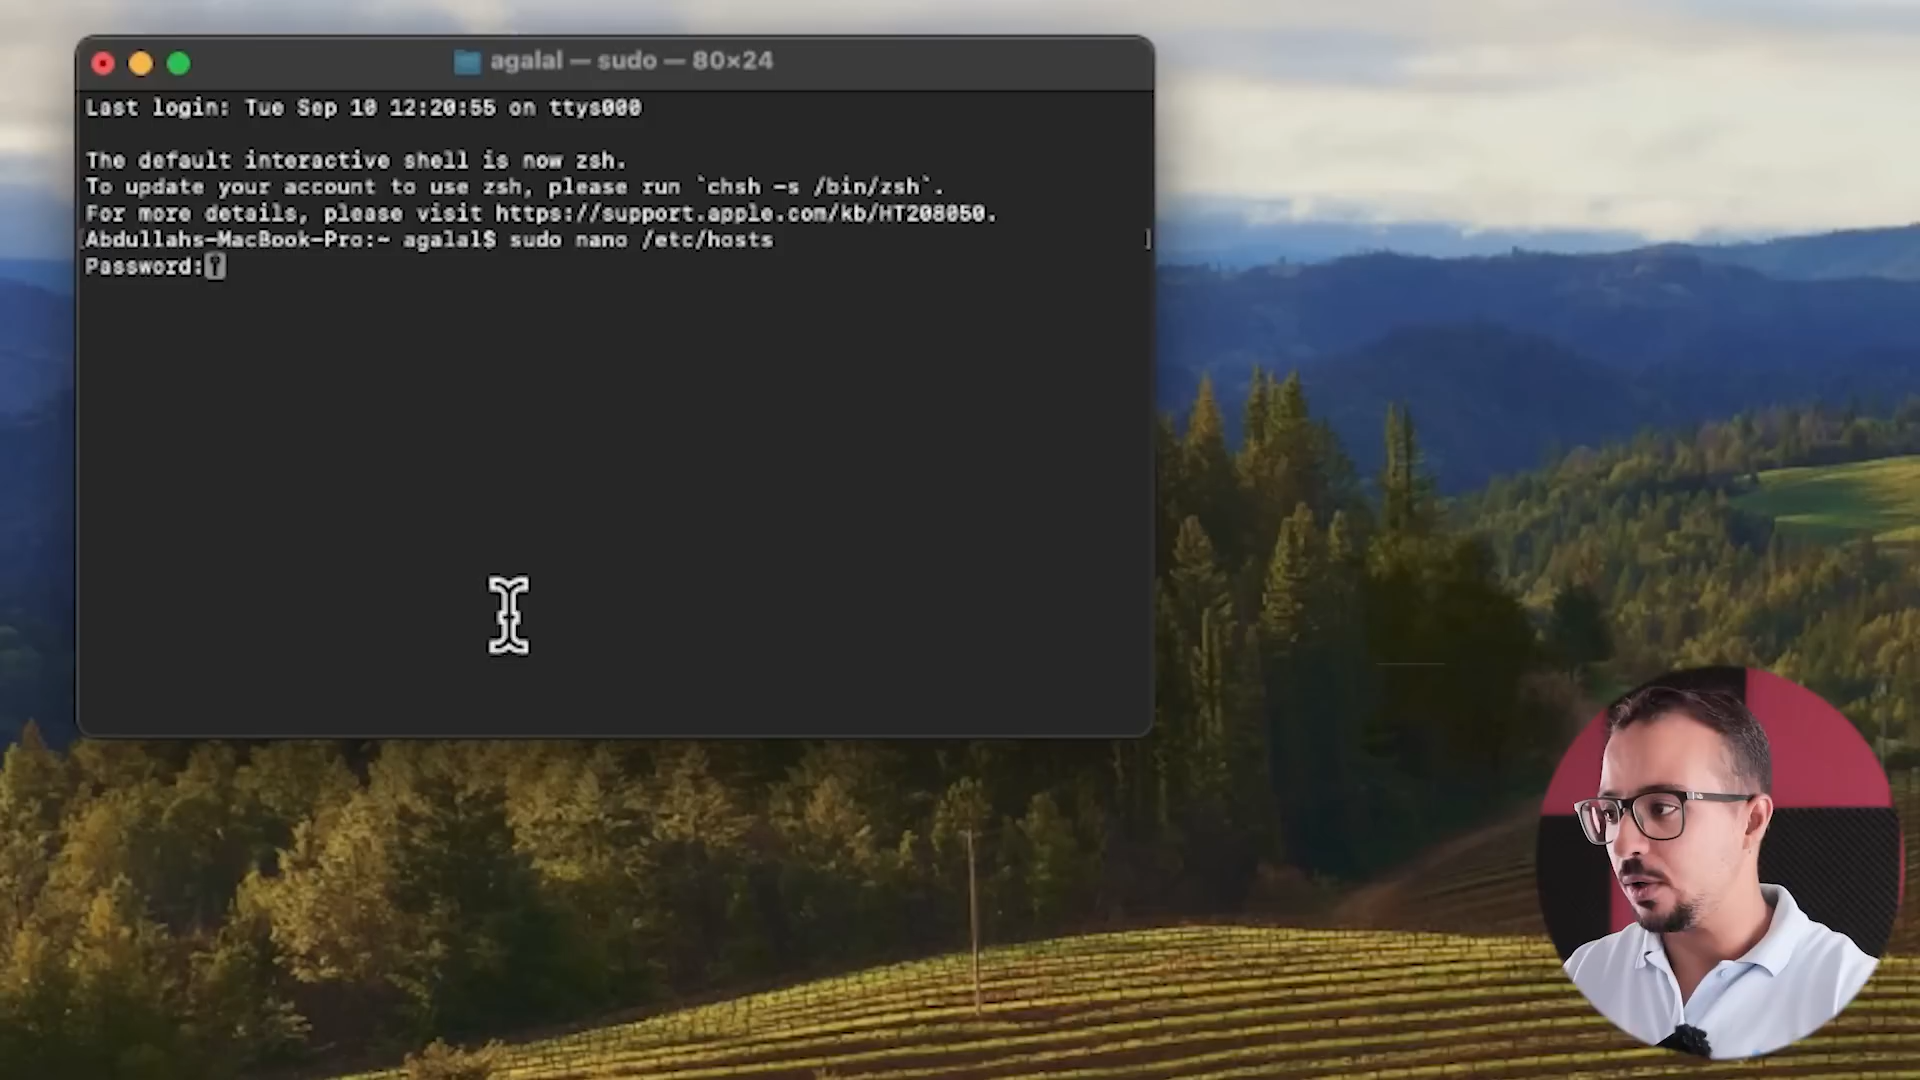 agalal — sudo — 80×24
Last login: Tue Sep 10 12:20:55 on ttys000
The default interactive shell is now zsh.
To update your account to use zsh, please run `chsh -s /bin/zsh`.
For more details, please visit https://support.apple.com/kb/HT208050.
Abdullahs-MacBook-Pro:~ agalal$ sudo nano /etc/hosts
Password: